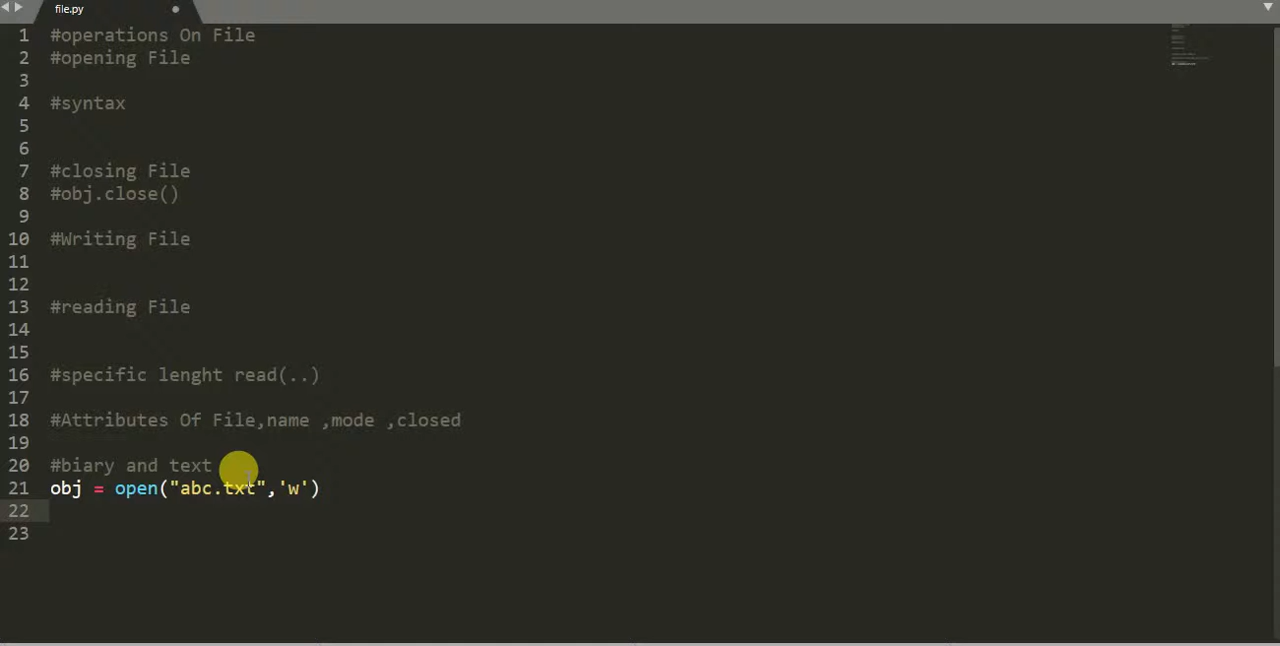 file.py
1 #operations On File
2 #opening File
3
4 #syntax
5
6
7 #closing File
8 #obj.close()
9
10 #Writing File
11
12
13 #reading File
14
15
16 #specific lenght read(..)
17
18 #Attributes Of File,name ,mode ,closed
19
20 #biary and text
21 obj = open("abc.txt",'w')
22
23